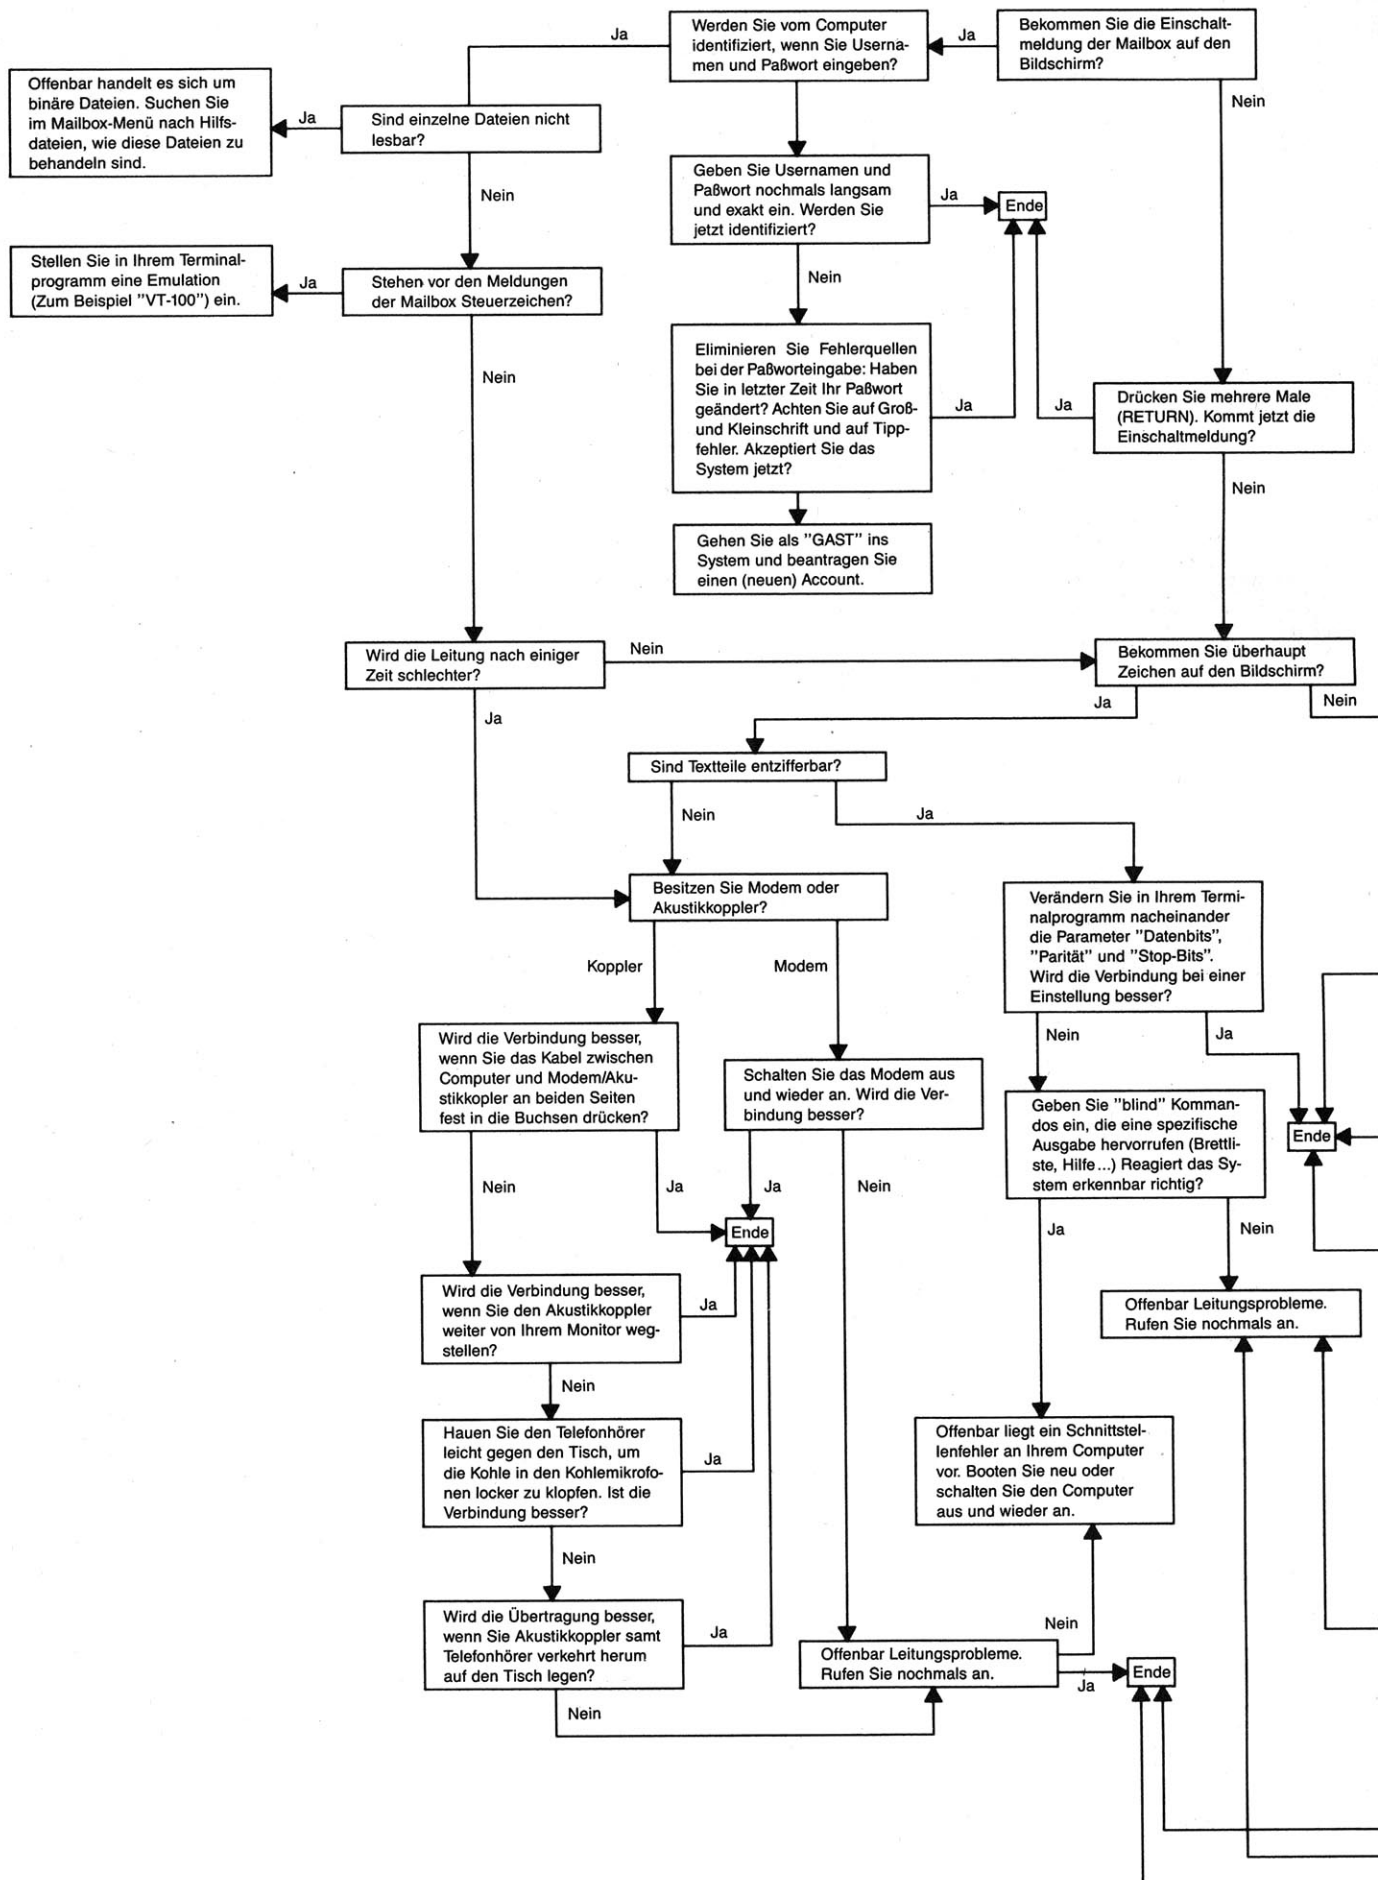 Bekommen Sie die Einschalt-
meldung der Mailbox auf den
Bildschirm?
Ja
Nein
Werden Sie vom Computer
identifiziert, wenn Sie Userna-
men und Paßwort eingeben?
Ja
Sind einzelne Dateien nicht
lesbar?
Ja
Offenbar handelt es sich um
binäre Dateien. Suchen Sie
im Mailbox-Menü nach Hilfs-
dateien, wie diese Dateien zu
behandeln sind.
Nein
Geben Sie Usernamen und
Paßwort nochmals langsam
und exakt ein. Werden Sie
jetzt identifiziert?
Ja
Ende
Nein
Stehen vor den Meldungen
der Mailbox Steuerzeichen?
Ja
Stellen Sie in Ihrem Terminal-
programm eine Emulation
(Zum Beispiel "VT-100") ein.
Nein
Eliminieren Sie Fehlerquellen
bei der Paßworteingabe: Haben
Sie in letzter Zeit Ihr Paßwort
geändert? Achten Sie auf Groß-
und Kleinschrift und auf Tipp-
fehler. Akzeptiert Sie das
System jetzt?
Ja
Ja
Drücken Sie mehrere Male
(RETURN). Kommt jetzt die
Einschaltmeldung?
Nein
Gehen Sie als "GAST" ins
System und beantragen Sie
einen (neuen) Account.
Wird die Leitung nach einiger
Zeit schlechter?
Nein
Ja
Bekommen Sie überhaupt
Zeichen auf den Bildschirm?
Ja
Nein
Sind Textteile entzifferbar?
Nein
Ja
Besitzen Sie Modem oder
Akustikkoppler?
Koppler
Modem
Verändern Sie in Ihrem Termi-
nalprogramm nacheinander
die Parameter "Datenbits",
"Parität" und "Stop-Bits".
Wird die Verbindung bei einer
Einstellung besser?
Nein
Ja
Wird die Verbindung besser,
wenn Sie das Kabel zwischen
Computer und Modem/Aku-
stikkopler an beiden Seiten
fest in die Buchsen drücken?
Nein
Ja
Schalten Sie das Modem aus
und wieder an. Wird die Ver-
bindung besser?
Ja
Nein
Ende
Geben Sie "blind" Komman-
dos ein, die eine spezifische
Ausgabe hervorrufen (Brettli-
ste, Hilfe...) Reagiert das Sy-
stem erkennbar richtig?
Ja
Nein
Ende
Wird die Verbindung besser,
wenn Sie den Akustikkoppler
weiter von Ihrem Monitor weg-
stellen?
Ja
Nein
Offenbar Leitungsprobleme.
Rufen Sie nochmals an.
Hauen Sie den Telefonhörer
leicht gegen den Tisch, um
die Kohle in den Kohlemikrofo-
nen locker zu klopfen. Ist die
Verbindung besser?
Ja
Nein
Offenbar liegt ein Schnittstel-
lenfehler an Ihrem Computer
vor. Booten Sie neu oder
schalten Sie den Computer
aus und wieder an.
Wird die Übertragung besser,
wenn Sie Akustikkoppler samt
Telefonhörer verkehrt herum
auf den Tisch legen?
Ja
Nein
Offenbar Leitungsprobleme.
Rufen Sie nochmals an.
Nein
Ja
Ende